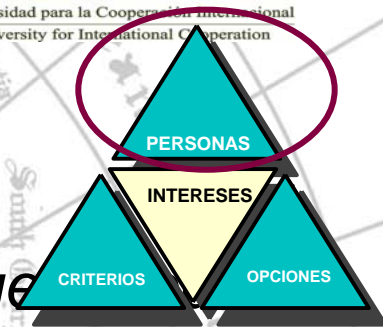 sidad para la Cooperación Internacional
versity for International Cooperation
PERSONAS
INTERESES
CRITERIOS
OPCIONES